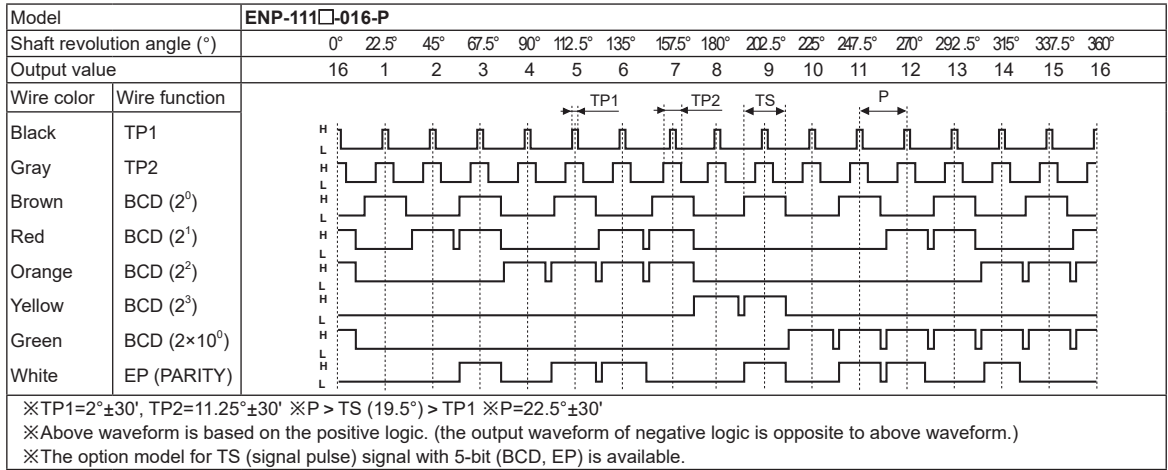 Model ENP-111□-016-P
Shaft revolution angle (°) 0° 22.5° 45° 67.5° 90° 112.5° 135° 157.5° 180° 202.5° 225° 247.5° 270° 292.5° 315° 337.5° 360°
Output value 16 1 2 3 4 5 6 7 8 9 10 11 12 13 14 15 16
Wire color Wire function TP1 TP2 TS P
Black TP1 H L
Gray TP2 H L
Brown BCD (2⁰) H L
Red BCD (2¹) H L
Orange BCD (2²) H L
Yellow BCD (2³) H L
Green BCD (2×10⁰) H L
White EP (PARITY) H L
※TP1=2°±30', TP2=11.25°±30' ※P > TS (19.5°) > TP1 ※P=22.5°±30'
※Above waveform is based on the positive logic. (the output waveform of negative logic is opposite to above waveform.)
※The option model for TS (signal pulse) signal with 5-bit (BCD, EP) is available.